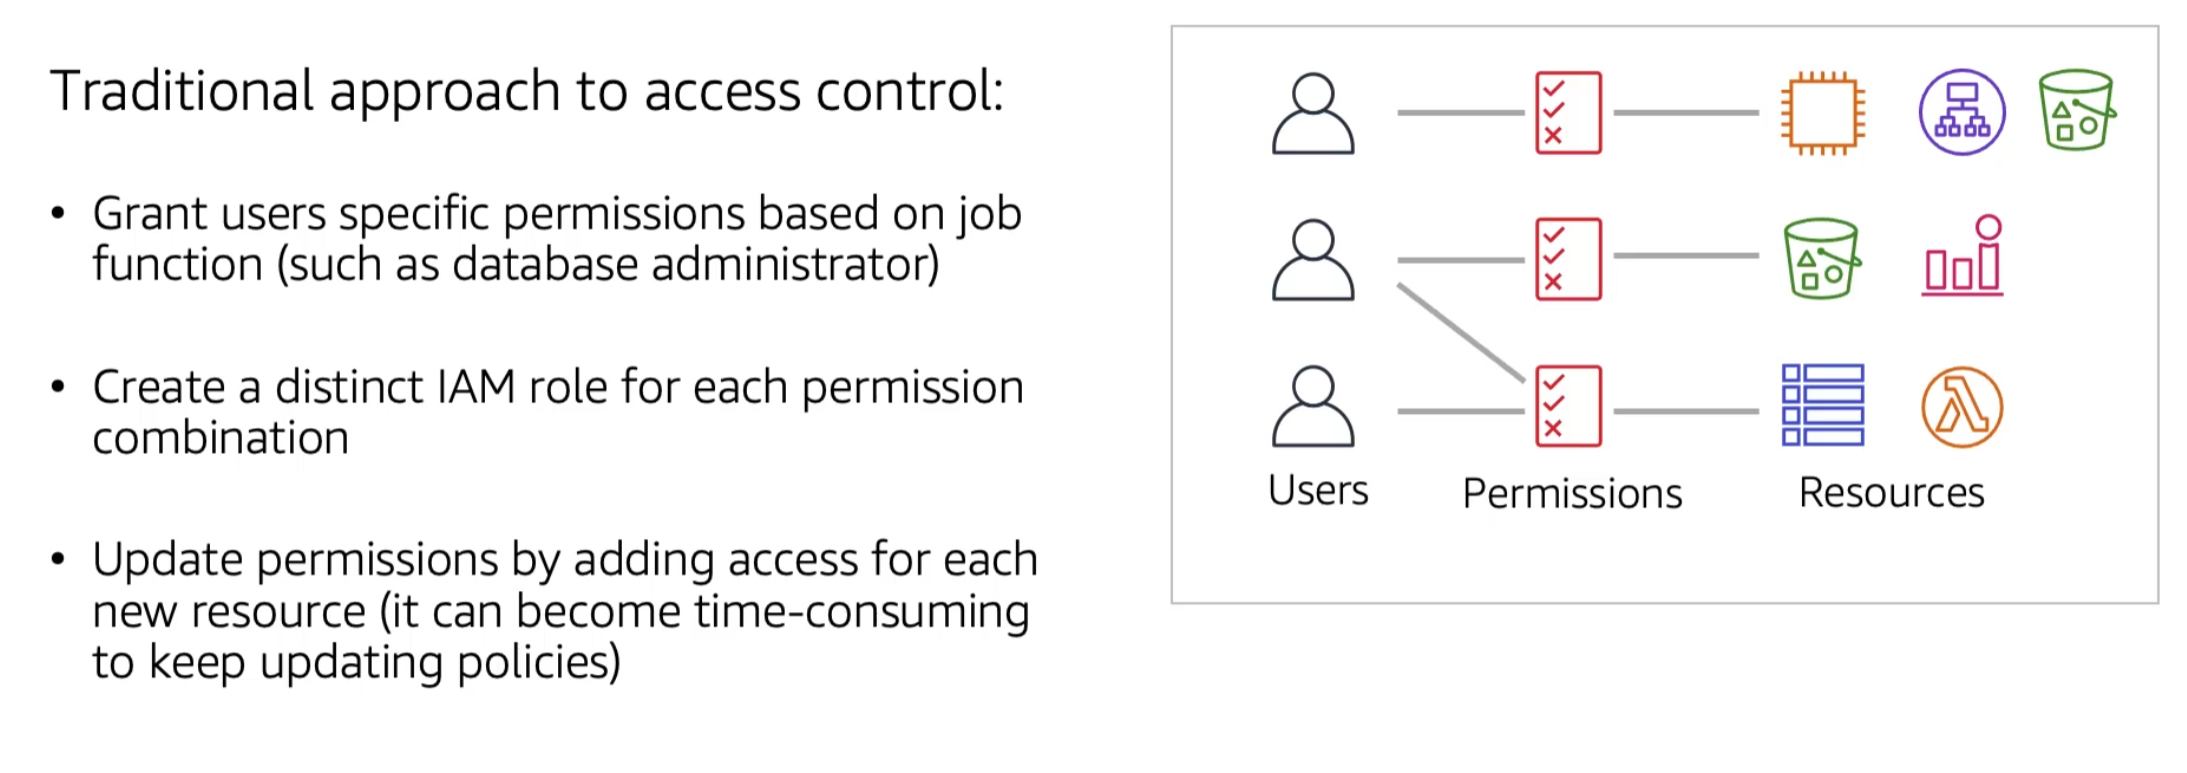 Traditional approach to access control:
• Grant users specific permissions based on job
function (such as database administrator)
• Create a distinct IAM role for each permission
combination
• Update permissions by adding access for each
new resource (it can become time-consuming
to keep updating policies)
Users
Permissions
Resources